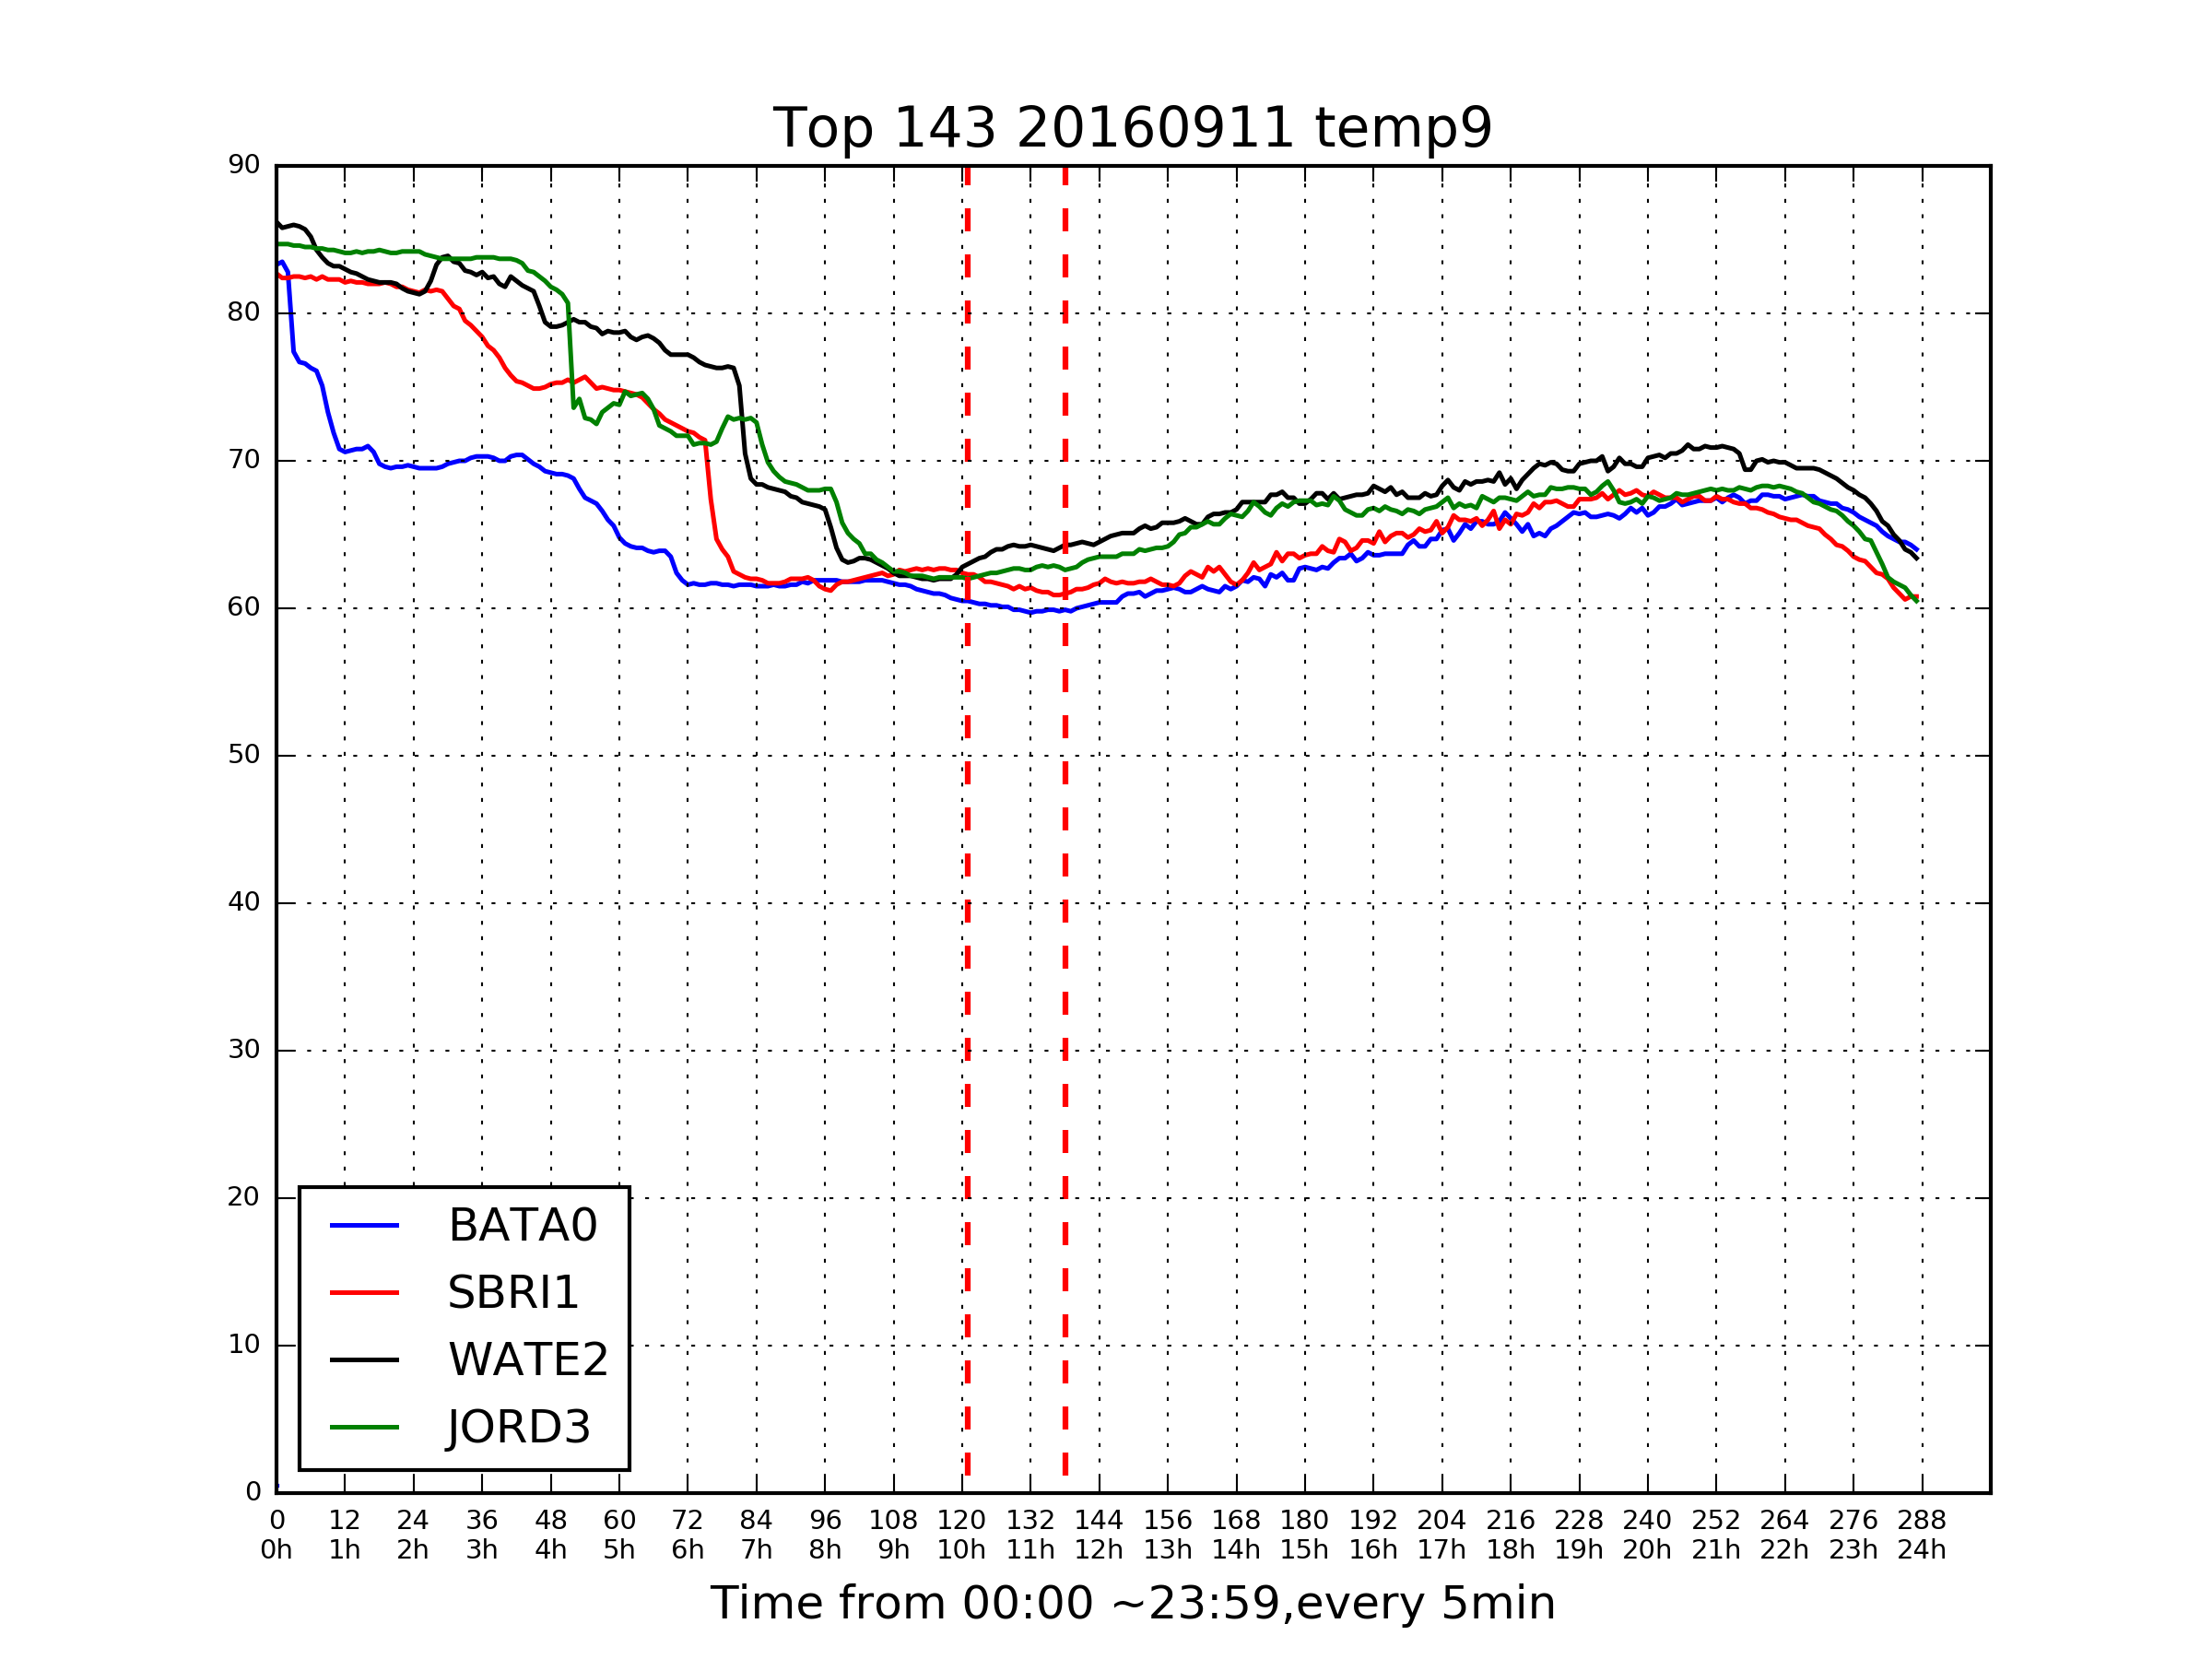 Top 143 20160911 temp9
90
80
70
60
50
40
30
20
10
0
BATA0
SBRI1
WATE2
JORD3
0 12 24 36 48 60 72 84 96 108 120 132 144 156 168 180 192 204 216 228 240 252 264 276 288
0h 1h 2h 3h 4h 5h 6h 7h 8h 9h 10h 11h 12h 13h 14h 15h 16h 17h 18h 19h 20h 21h 22h 23h 24h
Time from 00:00 ~23:59,every 5min